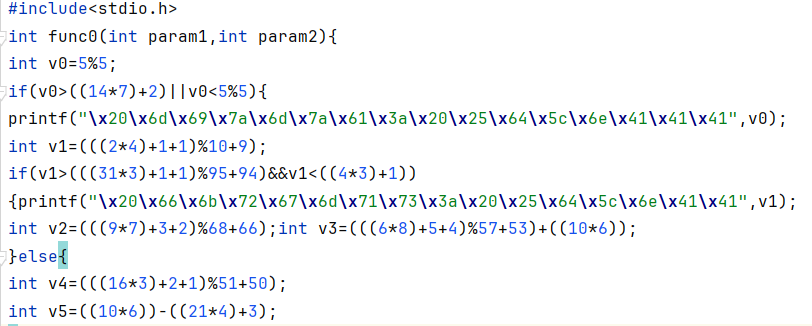 #include<stdio.h>
int func0(int param1,int param2){
int v0=5%5;
if(v0>((14*7)+2)||v0<5%5){
printf("\x20\x6d\x69\x7a\x6d\x7a\x61\x3a\x20\x25\x64\x5c\x6e\x41\x41\x41",v0);
int v1=(((2*4)+1+1)%10+9);
if(v1>(((31*3)+1+1)%95+94)&&v1<((4*3)+1))
{printf("\x20\x66\x6b\x72\x67\x6d\x71\x73\x3a\x20\x25\x64\x5c\x6e\x41\x41",v1);
int v2=(((9*7)+3+2)%68+66);int v3=(((6*8)+5+4)%57+53)+((10*6));
}else{
int v4=(((16*3)+2+1)%51+50);
int v5=((10*6))-((21*4)+3);